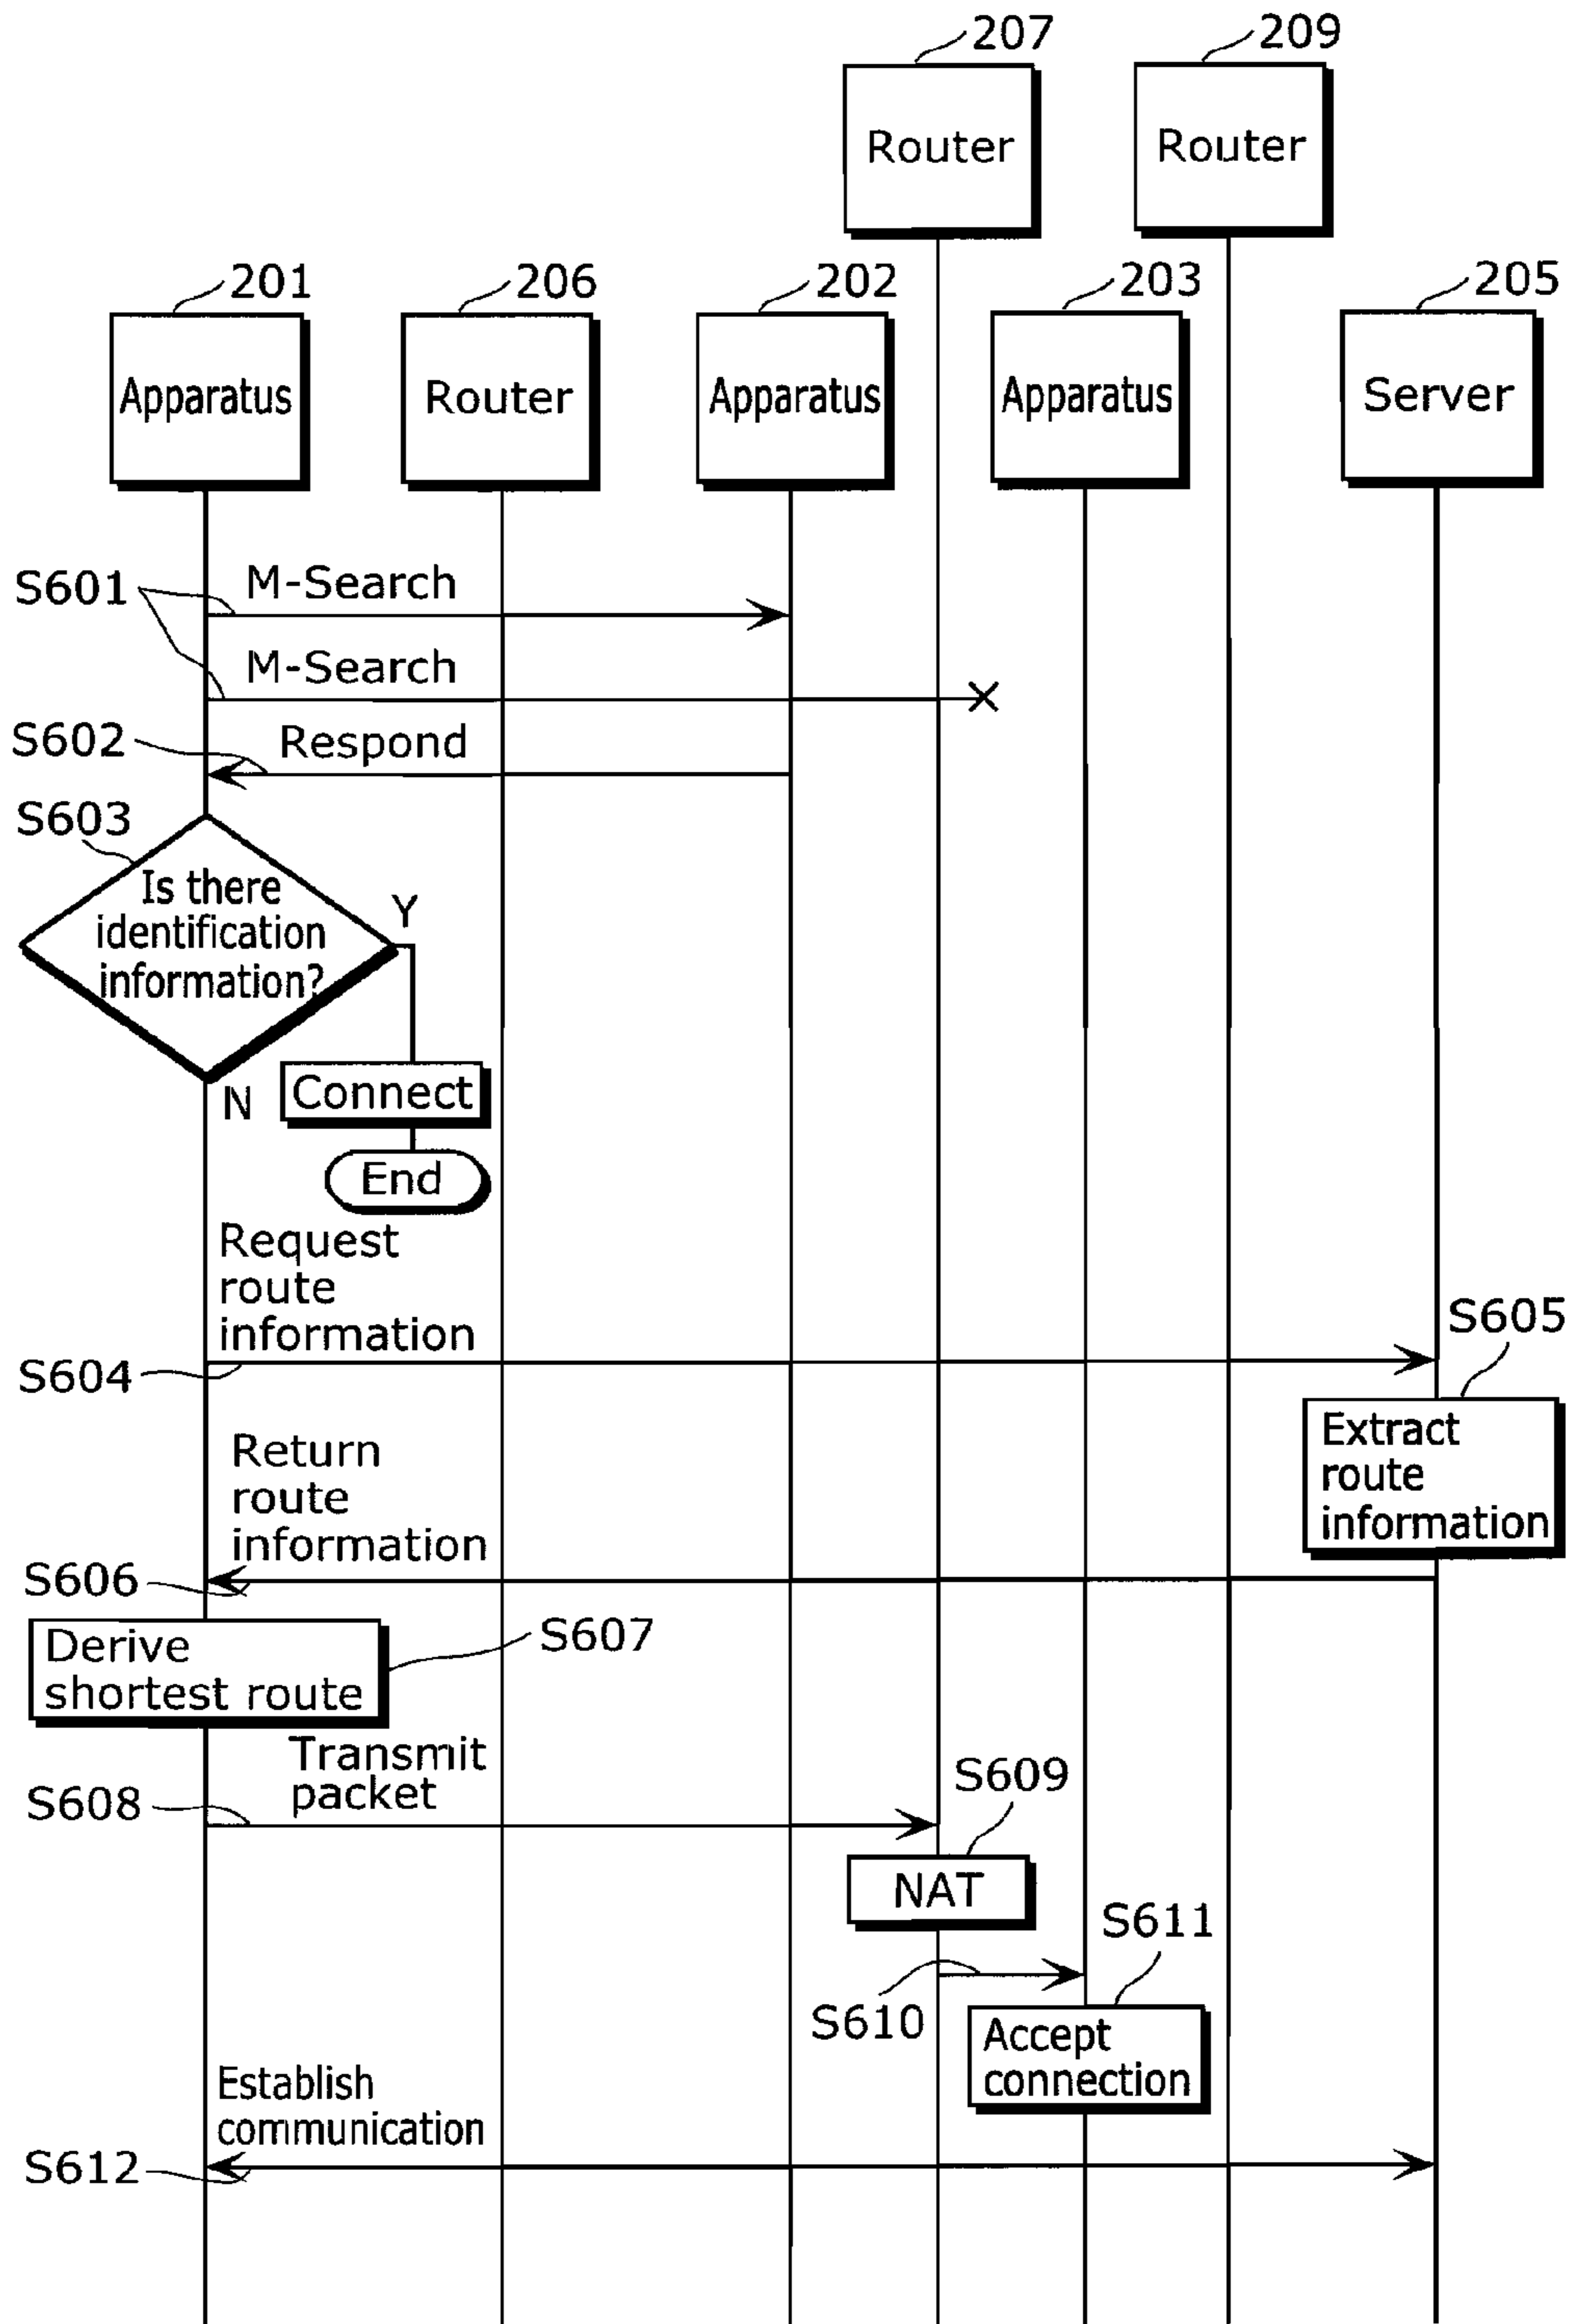 207
209
Router
Router
201
206
202
203
205
Apparatus
Router
Apparatus
Apparatus
Server
S601
M-Search
M-Search
S602
Respond
S603
Is there
identification
information?
Y
N
Connect
End
Request
route
information
S604
S605
Extract
route
information
Return
route
information
S606
Derive
shortest route
S607
Transmit
packet
S608
S609
NAT
S610
S611
Accept
connection
Establish
communication
S612